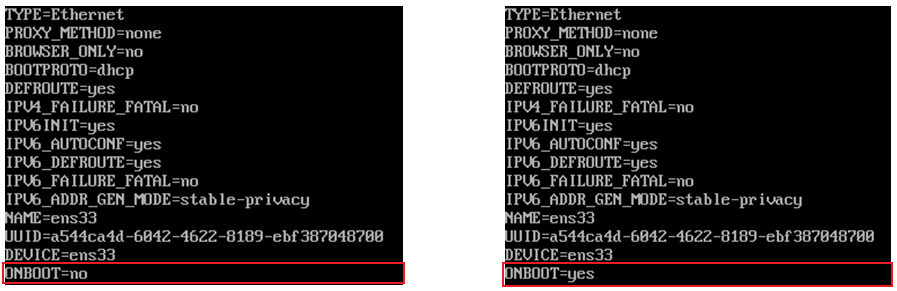 TYPE=Ethernet
PROXY_METHOD=none
BROWSER_ONLY=no
BOOTPROTO=dhcp
DEFROUTE=yes
IPV4_FAILURE_FATAL=no
IPV6INIT=yes
IPV6_AUTOCONF=yes
IPV6_DEFROUTE=yes
IPV6_FAILURE_FATAL=no
IPV6_ADDR_GEN_MODE=stable-privacy
NAME=ens33
UUID=a544ca4d-6042-4622-8189-ebf387048700
DEVICE=ens33
ONBOOT=no
TYPE=Ethernet
PROXY_METHOD=none
BROWSER_ONLY=no
BOOTPROTO=dhcp
DEFROUTE=yes
IPV4_FAILURE_FATAL=no
IPV6INIT=yes
IPV6_AUTOCONF=yes
IPV6_DEFROUTE=yes
IPV6_FAILURE_FATAL=no
IPV6_ADDR_GEN_MODE=stable-privacy
NAME=ens33
UUID=a544ca4d-6042-4622-8189-ebf387048700
DEVICE=ens33
ONBOOT=yes